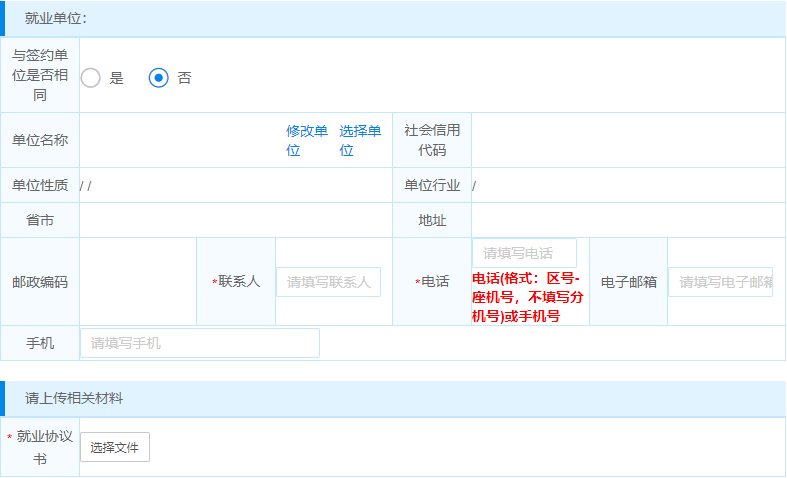 就业单位：
与签约单
位是否相
同
是
否
单位名称
修改单
位
选择单
位
社会信用
代码
单位性质
/ /
单位行业
/
省市
地址
邮政编码
*联系人
请填写联系人
*电话
请填写电话
电话(格式：区号-
座机号，不填写分
机号)或手机号
电子邮箱
请填写电子邮箱
手机
请填写手机
请上传相关材料
* 就业协议
书
选择文件